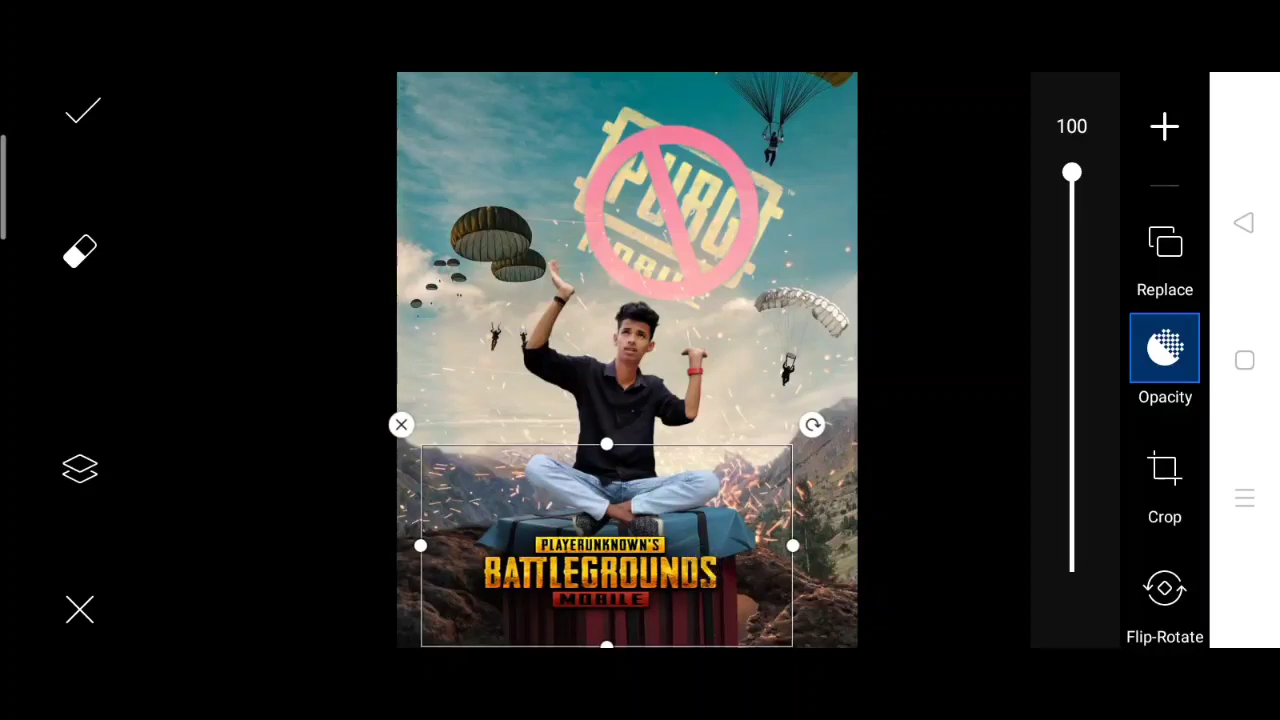 100
Replace
Opacity
Crop
Flip-Rotate
PUBG
MOBILE
PLAYERUNKNOWN'S
BATTLEGROUNDS
MOBILE